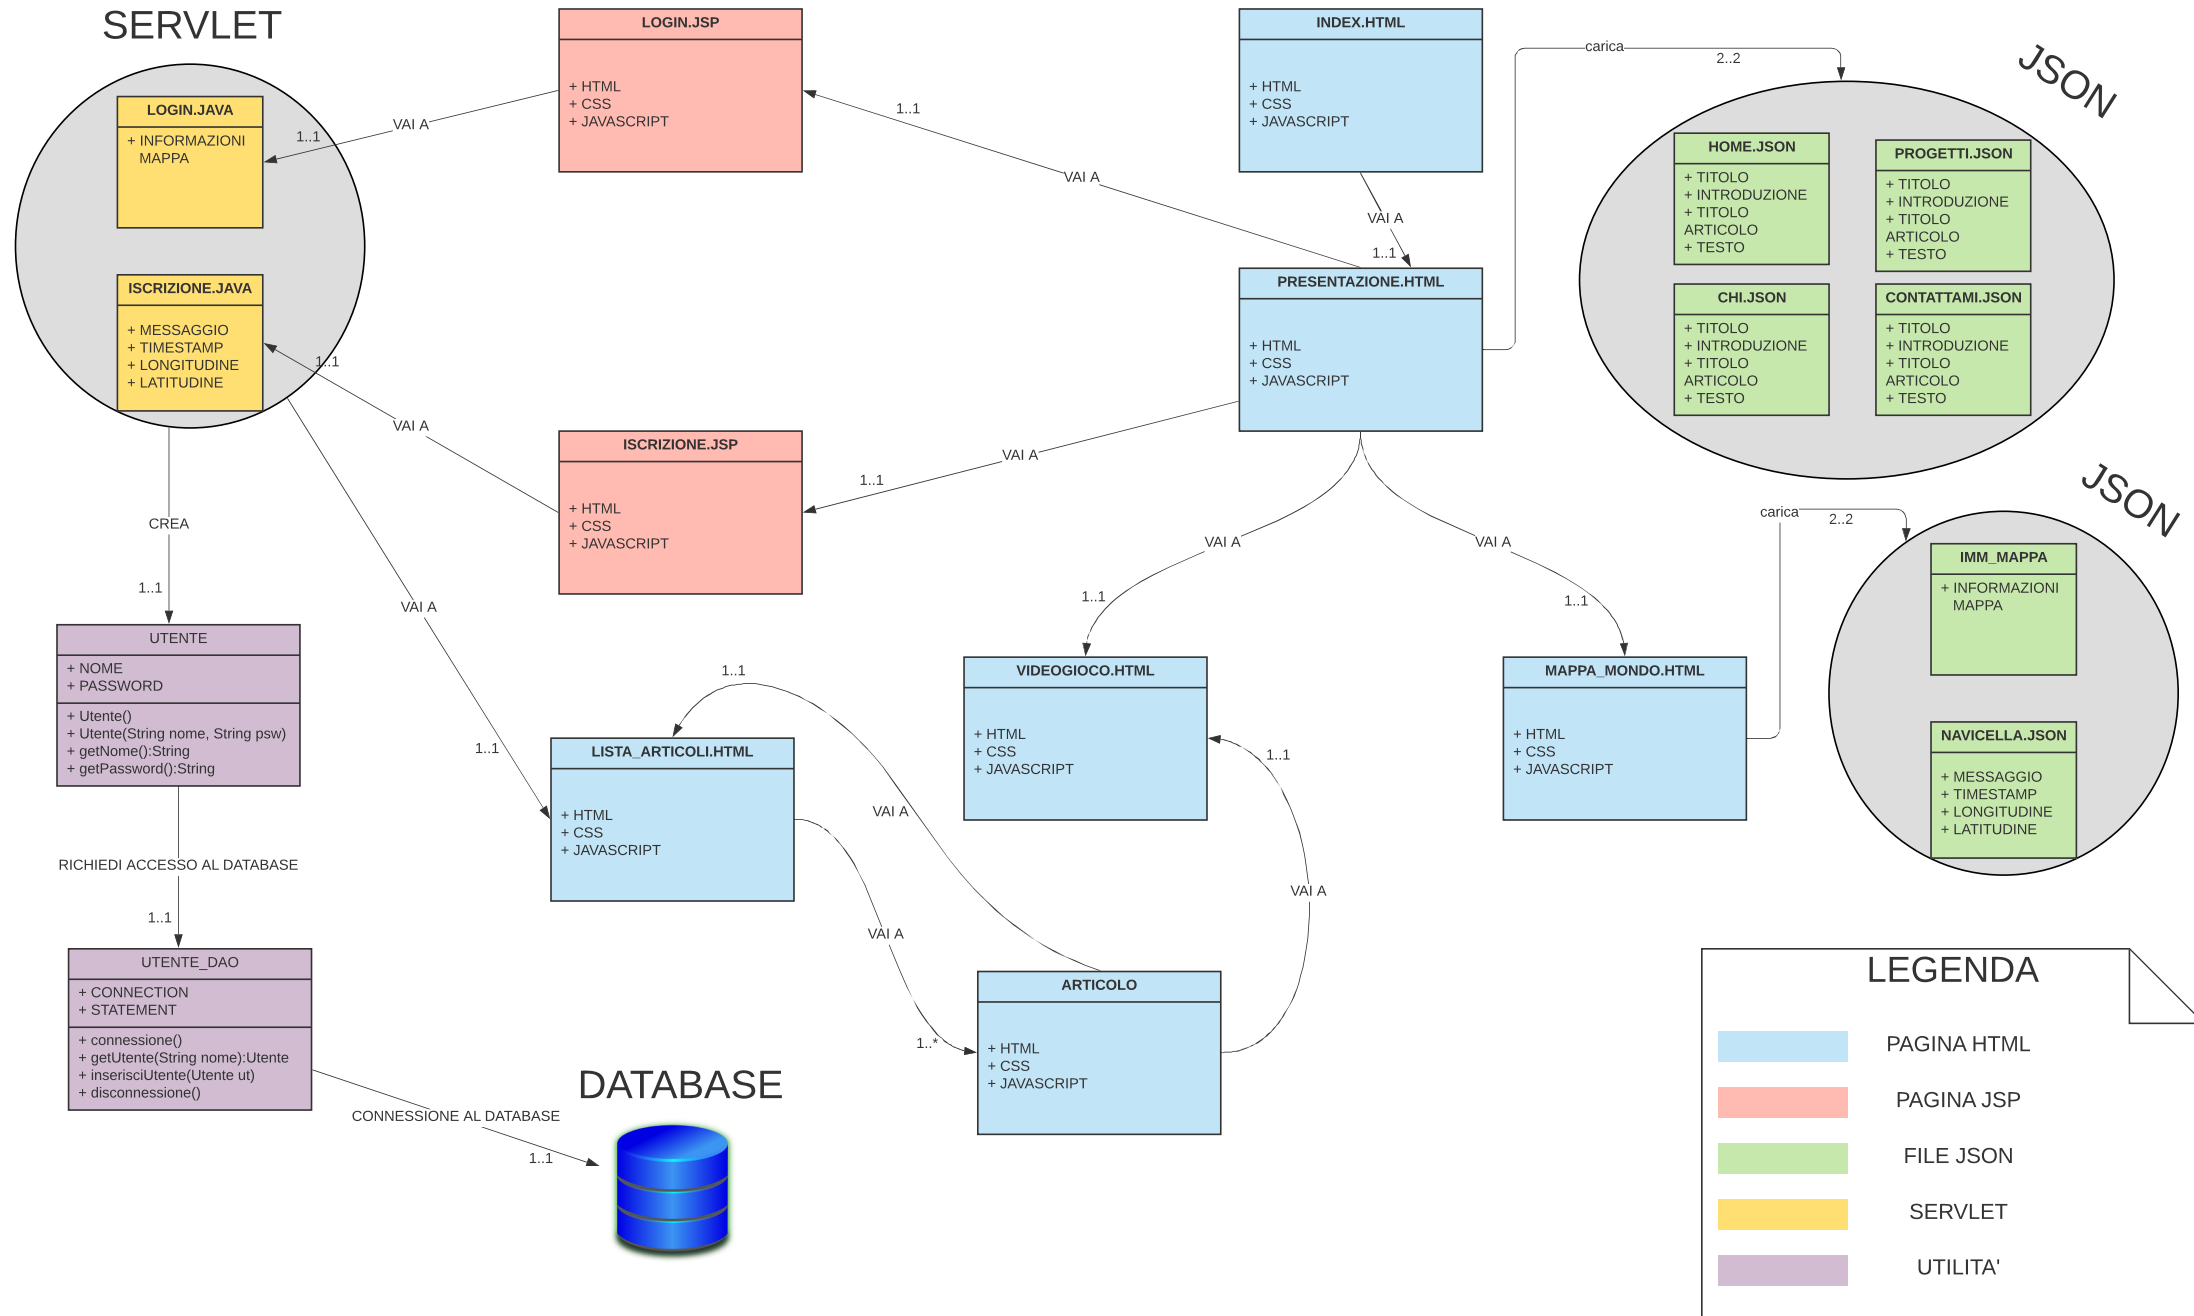 SERVLET
LOGIN.JAVA
+ INFORMAZIONI
MAPPA
ISCRIZIONE.JAVA
+ MESSAGGIO
+ TIMESTAMP
+ LONGITUDINE
+ LATITUDINE
VAI A
1..1
LOGIN.JSP
+ HTML
+ CSS
+ JAVASCRIPT
1..1
VAI A
INDEX.HTML
+ HTML
+ CSS
+ JAVASCRIPT
VAI A
1..1
carica
2..2
JSON
HOME.JSON
+ TITOLO
+ INTRODUZIONE
+ TITOLO
ARTICOLO
+ TESTO
PROGETTI.JSON
+ TITOLO
+ INTRODUZIONE
+ TITOLO
ARTICOLO
+ TESTO
CHI.JSON
+ TITOLO
+ INTRODUZIONE
+ TITOLO
ARTICOLO
+ TESTO
CONTATTAMI.JSON
+ TITOLO
+ INTRODUZIONE
+ TITOLO
ARTICOLO
+ TESTO
PRESENTAZIONE.HTML
+ HTML
+ CSS
+ JAVASCRIPT
1..1
VAI A
ISCRIZIONE.JSP
+ HTML
+ CSS
+ JAVASCRIPT
VAI A
1..1
CREA
1..1
VAI A
1..1
VAI A
1..1
VAI A
1..1
carica
2..2
JSON
IMM_MAPPA
+ INFORMAZIONI
MAPPA
NAVICELLA.JSON
+ MESSAGGIO
+ TIMESTAMP
+ LONGITUDINE
+ LATITUDINE
UTENTE
+ NOME
+ PASSWORD
+ Utente()
+ Utente(String nome, String psw)
+ getNome():String
+ getPassword():String
LISTA_ARTICOLI.HTML
+ HTML
+ CSS
+ JAVASCRIPT
1..1
VAI A
VIDEOGIOCO.HTML
+ HTML
+ CSS
+ JAVASCRIPT
1..1
VAI A
MAPPA_MONDO.HTML
+ HTML
+ CSS
+ JAVASCRIPT
RICHIEDI ACCESSO AL DATABASE
1..1
VAI A
1..*
UTENTE_DAO
+ CONNECTION
+ STATEMENT
+ connessione()
+ getUtente(String nome):Utente
+ inserisciUtente(Utente ut)
+ disconnessione()
CONNESSIONE AL DATABASE
1..1
DATABASE
ARTICOLO
+ HTML
+ CSS
+ JAVASCRIPT
LEGENDA
PAGINA HTML
PAGINA JSP
FILE JSON
SERVLET
UTILITA'